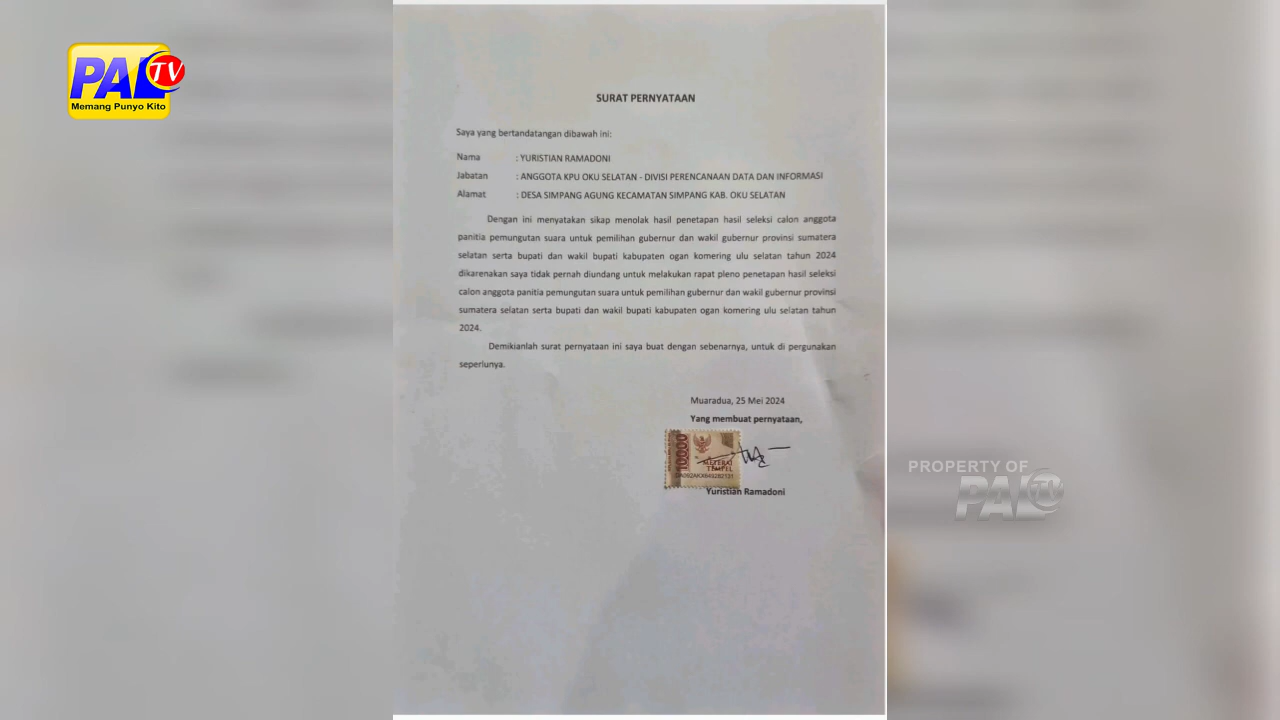 PAL TV
Memang Punyo Kito
SURAT PERNYATAAN
Saya yang bertandatangan dibawah ini:
Nama : YURISTIAN RAMADONI
Jabatan : ANGGOTA KPU OKU SELATAN - DIVISI PERENCANAAN DATA DAN INFORMASI
Alamat : DESA SIMPANG AGUNG KECAMATAN SIMPANG KAB. OKU SELATAN
Dengan ini menyatakan sikap menolak hasil penetapan hasil seleksi calon anggota
panitia pemungutan suara untuk pemilihan gubernur dan wakil gubernur provinsi sumatera
selatan serta bupati dan wakil bupati kabupaten ogan komering ulu selatan tahun 2024
dikarenakan saya tidak pernah diundang untuk melakukan rapat pleno penetapan hasil seleksi
calon anggota panitia pemungutan suara untuk pemilihan gubernur dan wakil gubernur provinsi
sumatera selatan serta bupati dan wakil bupati kabupaten ogan komering ulu selatan tahun
2024.
Demikianlah surat pernyataan ini saya buat dengan sebenarnya, untuk di pergunakan
seperlunya.
Muaradua, 25 Mei 2024
Yang membuat pernyataan,
10000
METERAI
TEMPEL
Yuristian Ramadoni
PROPERTY OF
PAL TV